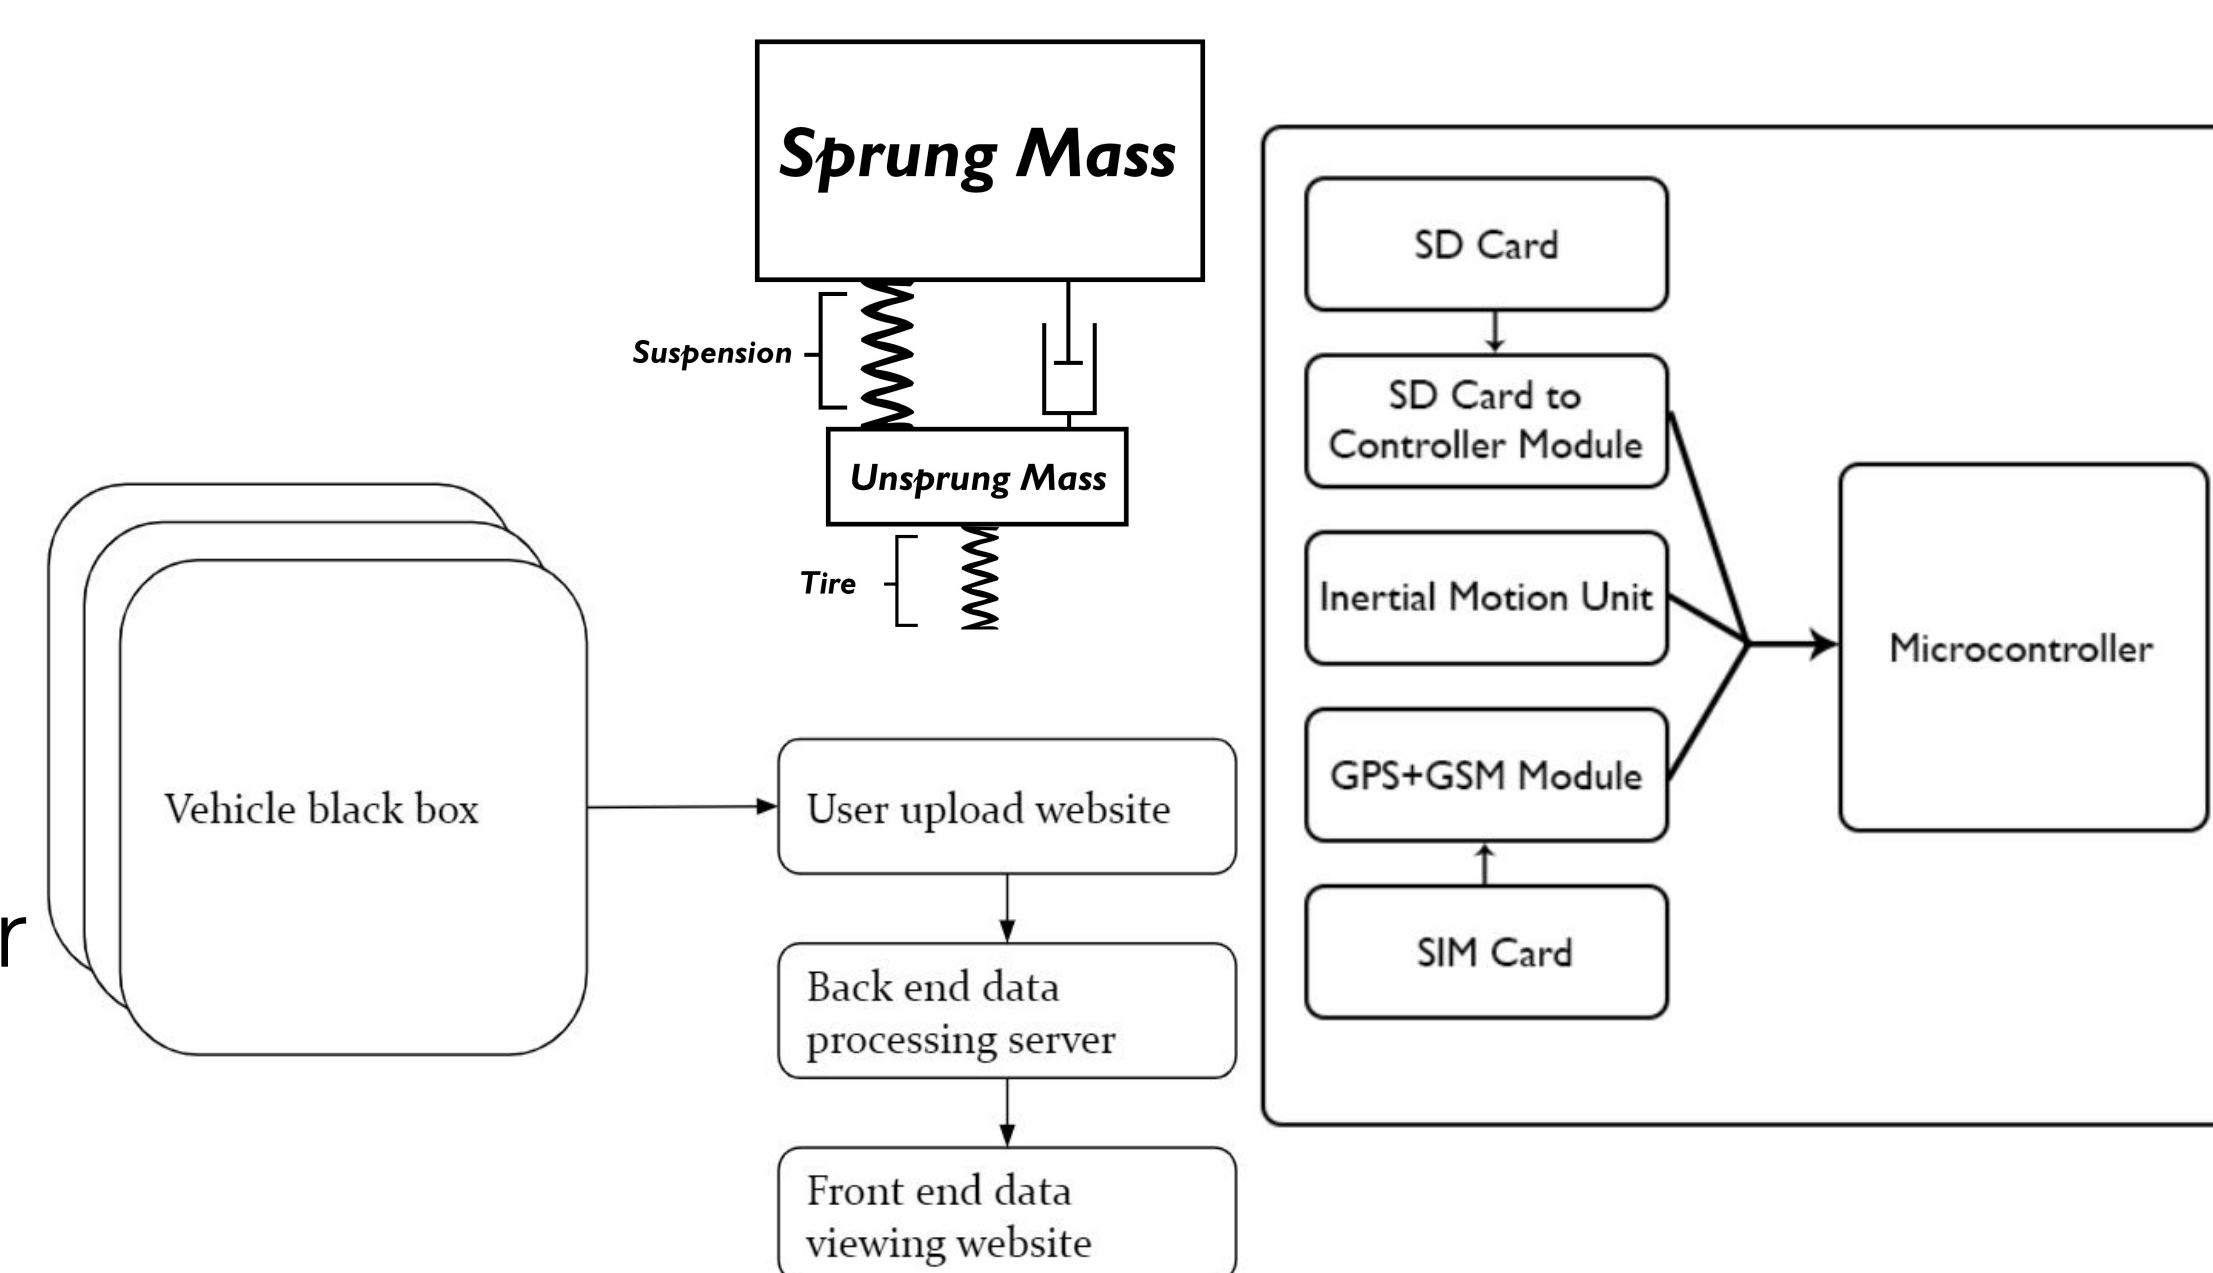 Sprung Mass
Suspension
Unsprung Mass
Tire
r
Vehicle black box
User upload website
Back end data
processing server
Front end data
viewing website
SD Card
SD Card to
Controller Module
Inertial Motion Unit
GPS+GSM Module
SIM Card
Microcontroller